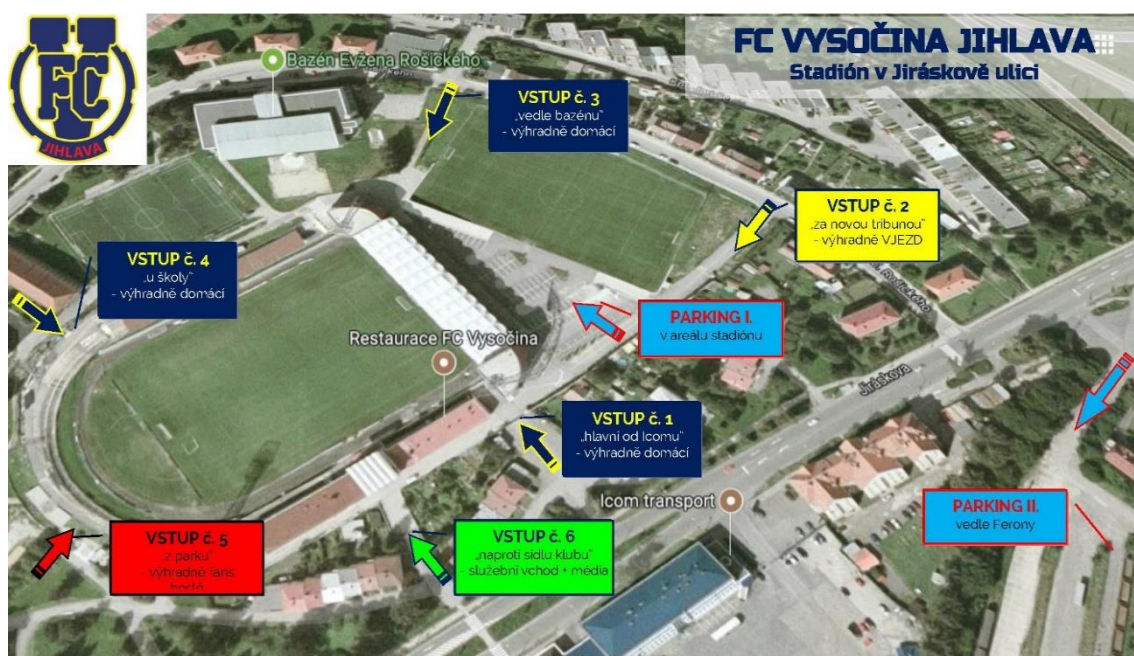 FC
JIHLAVA
FC VYSOČINA JIHLAVA
Stadión v Jiráskově ulici
Bazén Evžena Rošického
VSTUP č. 3
„vedle bazénu"
- výhradně domácí
VSTUP č. 2
„za novou tribunou"
- výhradně VJEZD
VSTUP č. 4
„u školy"
- výhradně domácí
PARKING I.
v areálu stadiónu
Restaurace FC Vysočina
Rošického
Jiráskova
VSTUP č. 1
„hlavní od Icomu"
- výhradně domácí
Icom transport
PARKING II.
vedle Ferony
VSTUP č. 5
„z parku"
- výhradně fans
hosté
VSTUP č. 6
„naproti sídlu klubu"
- služební vchod + média